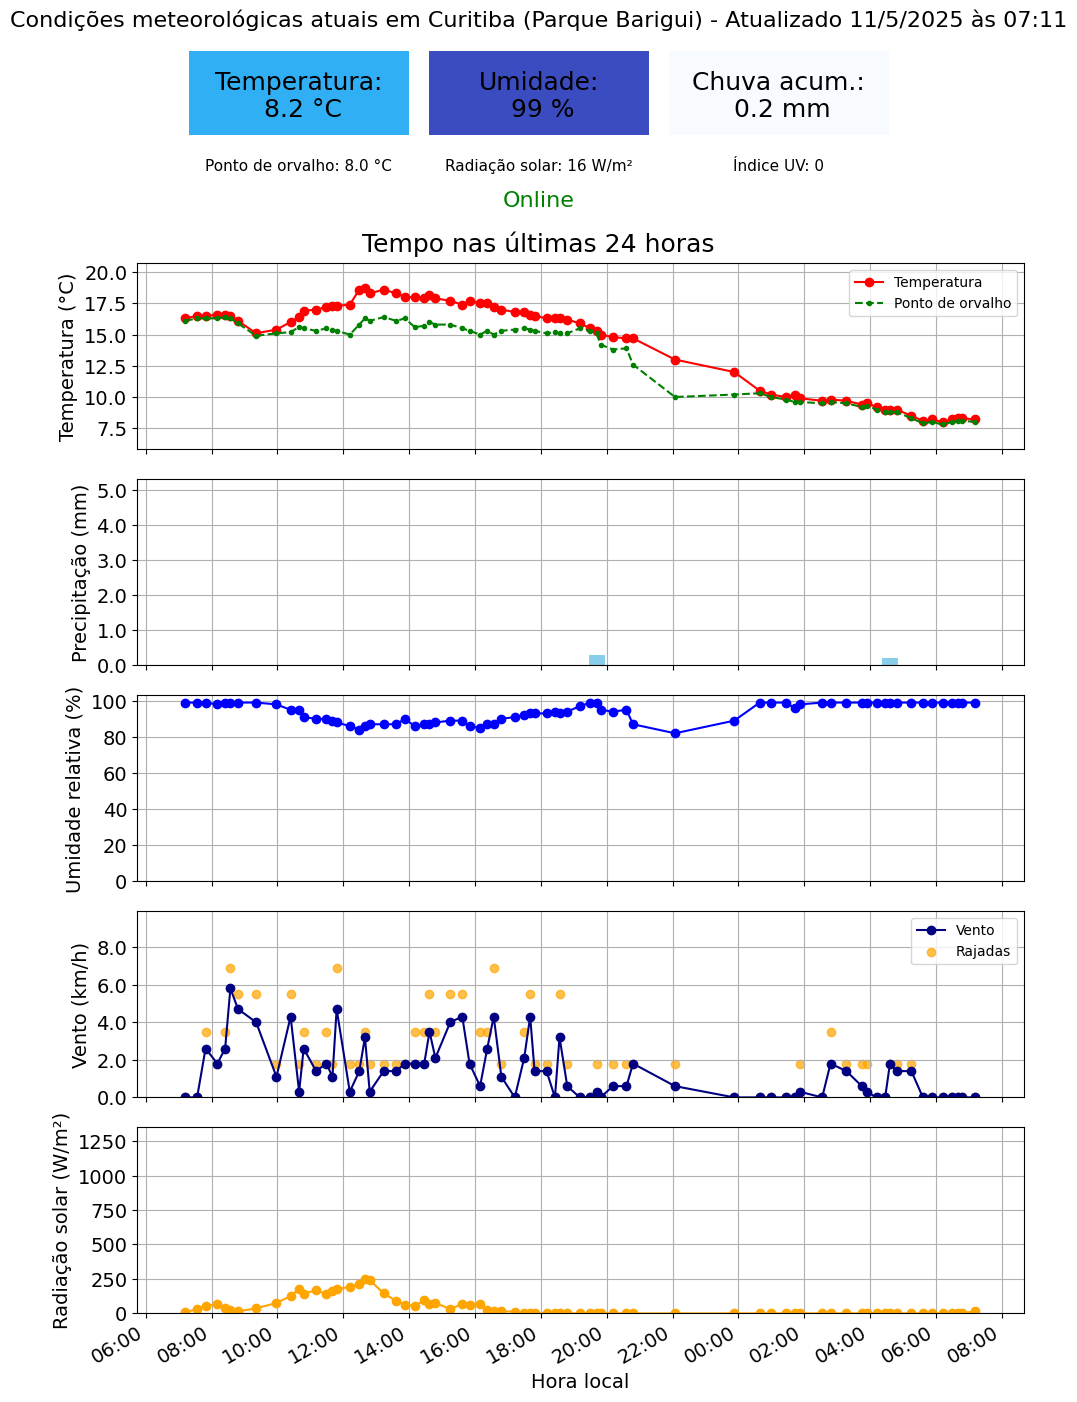 Condições meteorológicas atuais em Curitiba (Parque Barigui) - Atualizado 11/5/2025 às 07:11
Temperatura:
8.2 °C
Umidade:
99 %
Chuva acum.:
0.2 mm
Ponto de orvalho: 8.0 °C
Radiação solar: 16 W/m²
Índice UV: 0
Online
Tempo nas últimas 24 horas
Temperatura (°C)
20.0
17.5
15.0
12.5
10.0
7.5
Temperatura
Ponto de orvalho
Precipitação (mm)
5.0
4.0
3.0
2.0
1.0
0.0
Umidade relativa (%)
100
80
60
40
20
0
Vento (km/h)
8.0
6.0
4.0
2.0
0.0
Vento
Rajadas
Radiação solar (W/m²)
1250
1000
750
500
250
0
06:00
08:00
10:00
12:00
14:00
16:00
18:00
20:00
22:00
00:00
02:00
04:00
06:00
08:00
Hora local